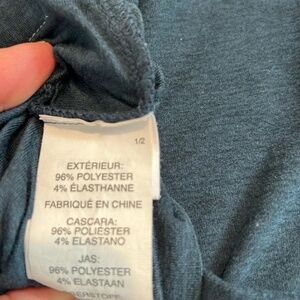 1/2
EXTÉRIEUR:
96% POLYESTER
4% ÉLASTHANNE
FABRIQUÉ EN CHINE
CASCARA:
96% POLIÉSTER
4% ELASTANO
JAS:
96% POLYESTER
4% ELASTAAN